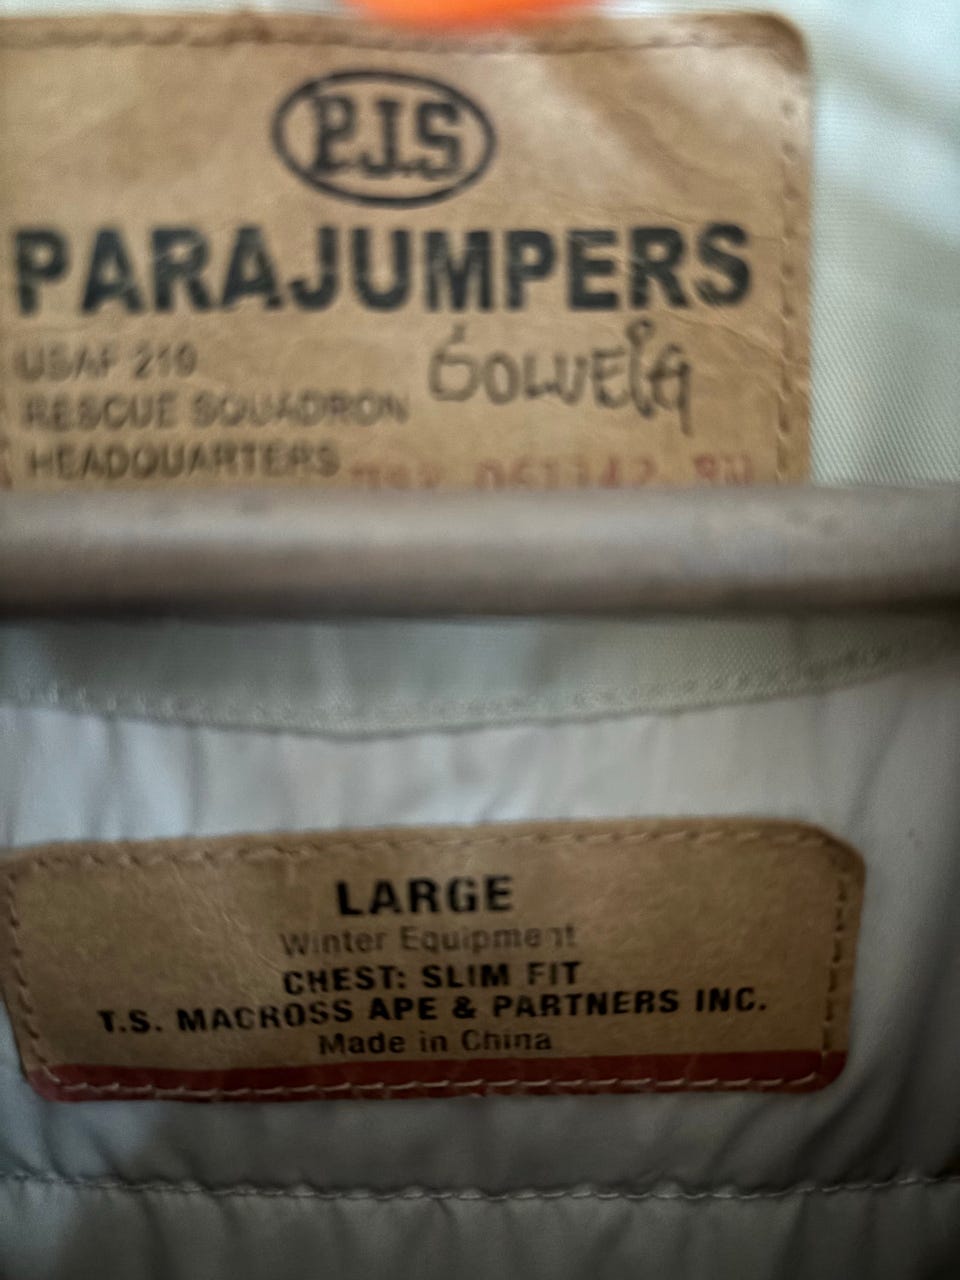 P.J.S
PARAJUMPERS
USAF 210
RESCUE SQUADRON
HEADQUARTERS
LARGE
Winter Equipment
CHEST: SLIM FIT
T.S. MACROSS APE & PARTNERS INC.
Made in China